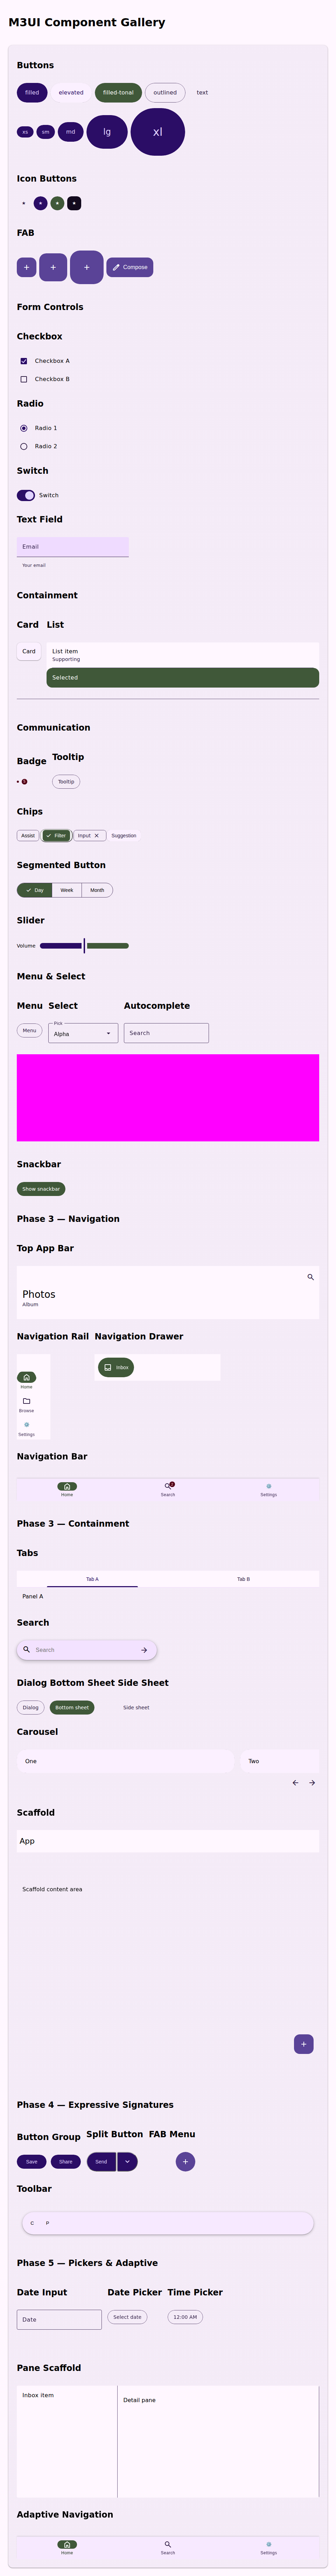 M3UI Component Gallery
Buttons
filled elevated filled-tonal outlined text
xs sm md lg xl
Icon Buttons
FAB
Compose
Form Controls
Checkbox
Checkbox A
Checkbox B
Radio
Radio 1
Radio 2
Switch
Switch
Text Field
Email
Your email
Containment
Card List
Card
List item
Supporting
Selected
Communication
Badge Tooltip
Tooltip
Chips
Assist Filter Input Suggestion
Segmented Button
Day Week Month
Slider
Volume
Menu & Select
Menu Select Autocomplete
Menu
Pick
Alpha
Search
Snackbar
Show snackbar
Phase 3 — Navigation
Top App Bar
Photos
Album
Navigation Rail Navigation Drawer
Home
Browse
Settings
Inbox
Navigation Bar
Home Search Settings
Phase 3 — Containment
Tabs
Tab A Tab B
Panel A
Search
Search
Dialog Bottom Sheet Side Sheet
Dialog Bottom sheet Side sheet
Carousel
One Two
Scaffold
App
Scaffold content area
Phase 4 — Expressive Signatures
Button Group Split Button FAB Menu
Save Share Send
Toolbar
C P
Phase 5 — Pickers & Adaptive
Date Input Date Picker Time Picker
Date Select date 12:00 AM
Pane Scaffold
Inbox item
Detail pane
Adaptive Navigation
Home Search Settings